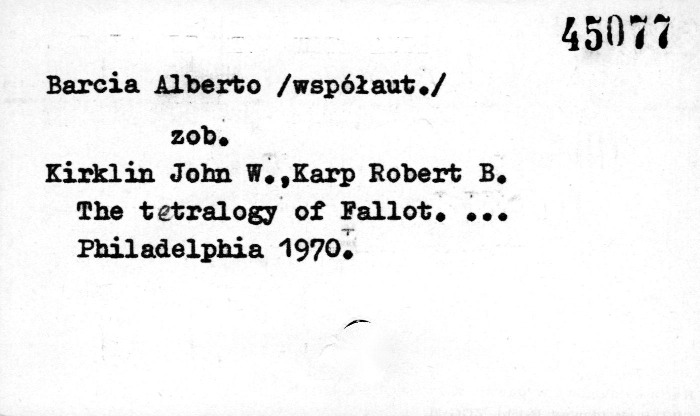 45077
Barcia Alberto /współaut./
zob.
Kirklin John W.,Karp Robert B.
The tetralogy of Fallot. ...
Philadelphia 1970.